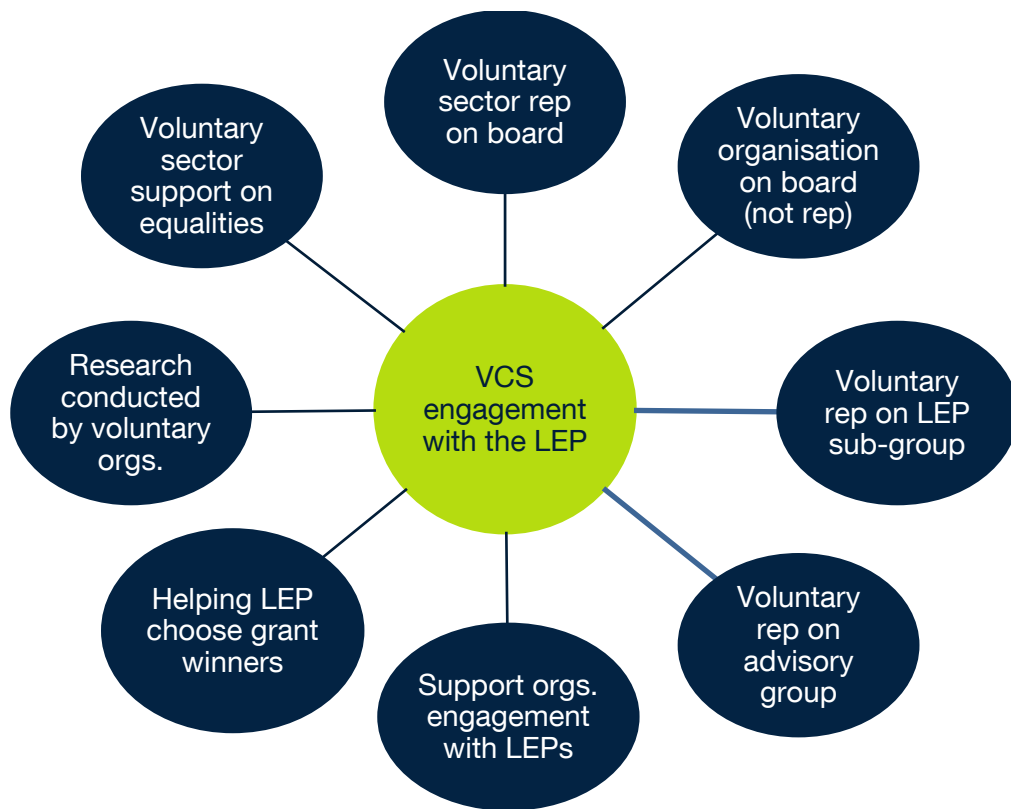 Voluntary
sector rep
on board
Voluntary
organisation
on board
(not rep)
Voluntary
rep on LEP
sub-group
Voluntary
rep on
advisory
group
Support orgs.
engagement
with LEPs
Helping LEP
choose grant
winners
Research
conducted
by voluntary
orgs.
Voluntary
sector
support on
equalities
VCS
engagement
with the LEP